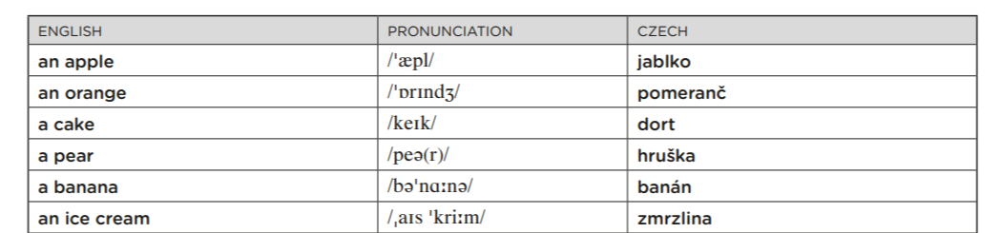 ENGLISH PRONUNCIATION CZECH
an apple /ˈæpl/ jablko
an orange /ˈɒrɪndʒ/ pomeranč
a cake /keɪk/ dort
a pear /peə(r)/ hruška
a banana /bəˈnɑːnə/ banán
an ice cream /ˌaɪs ˈkriːm/ zmrzlina